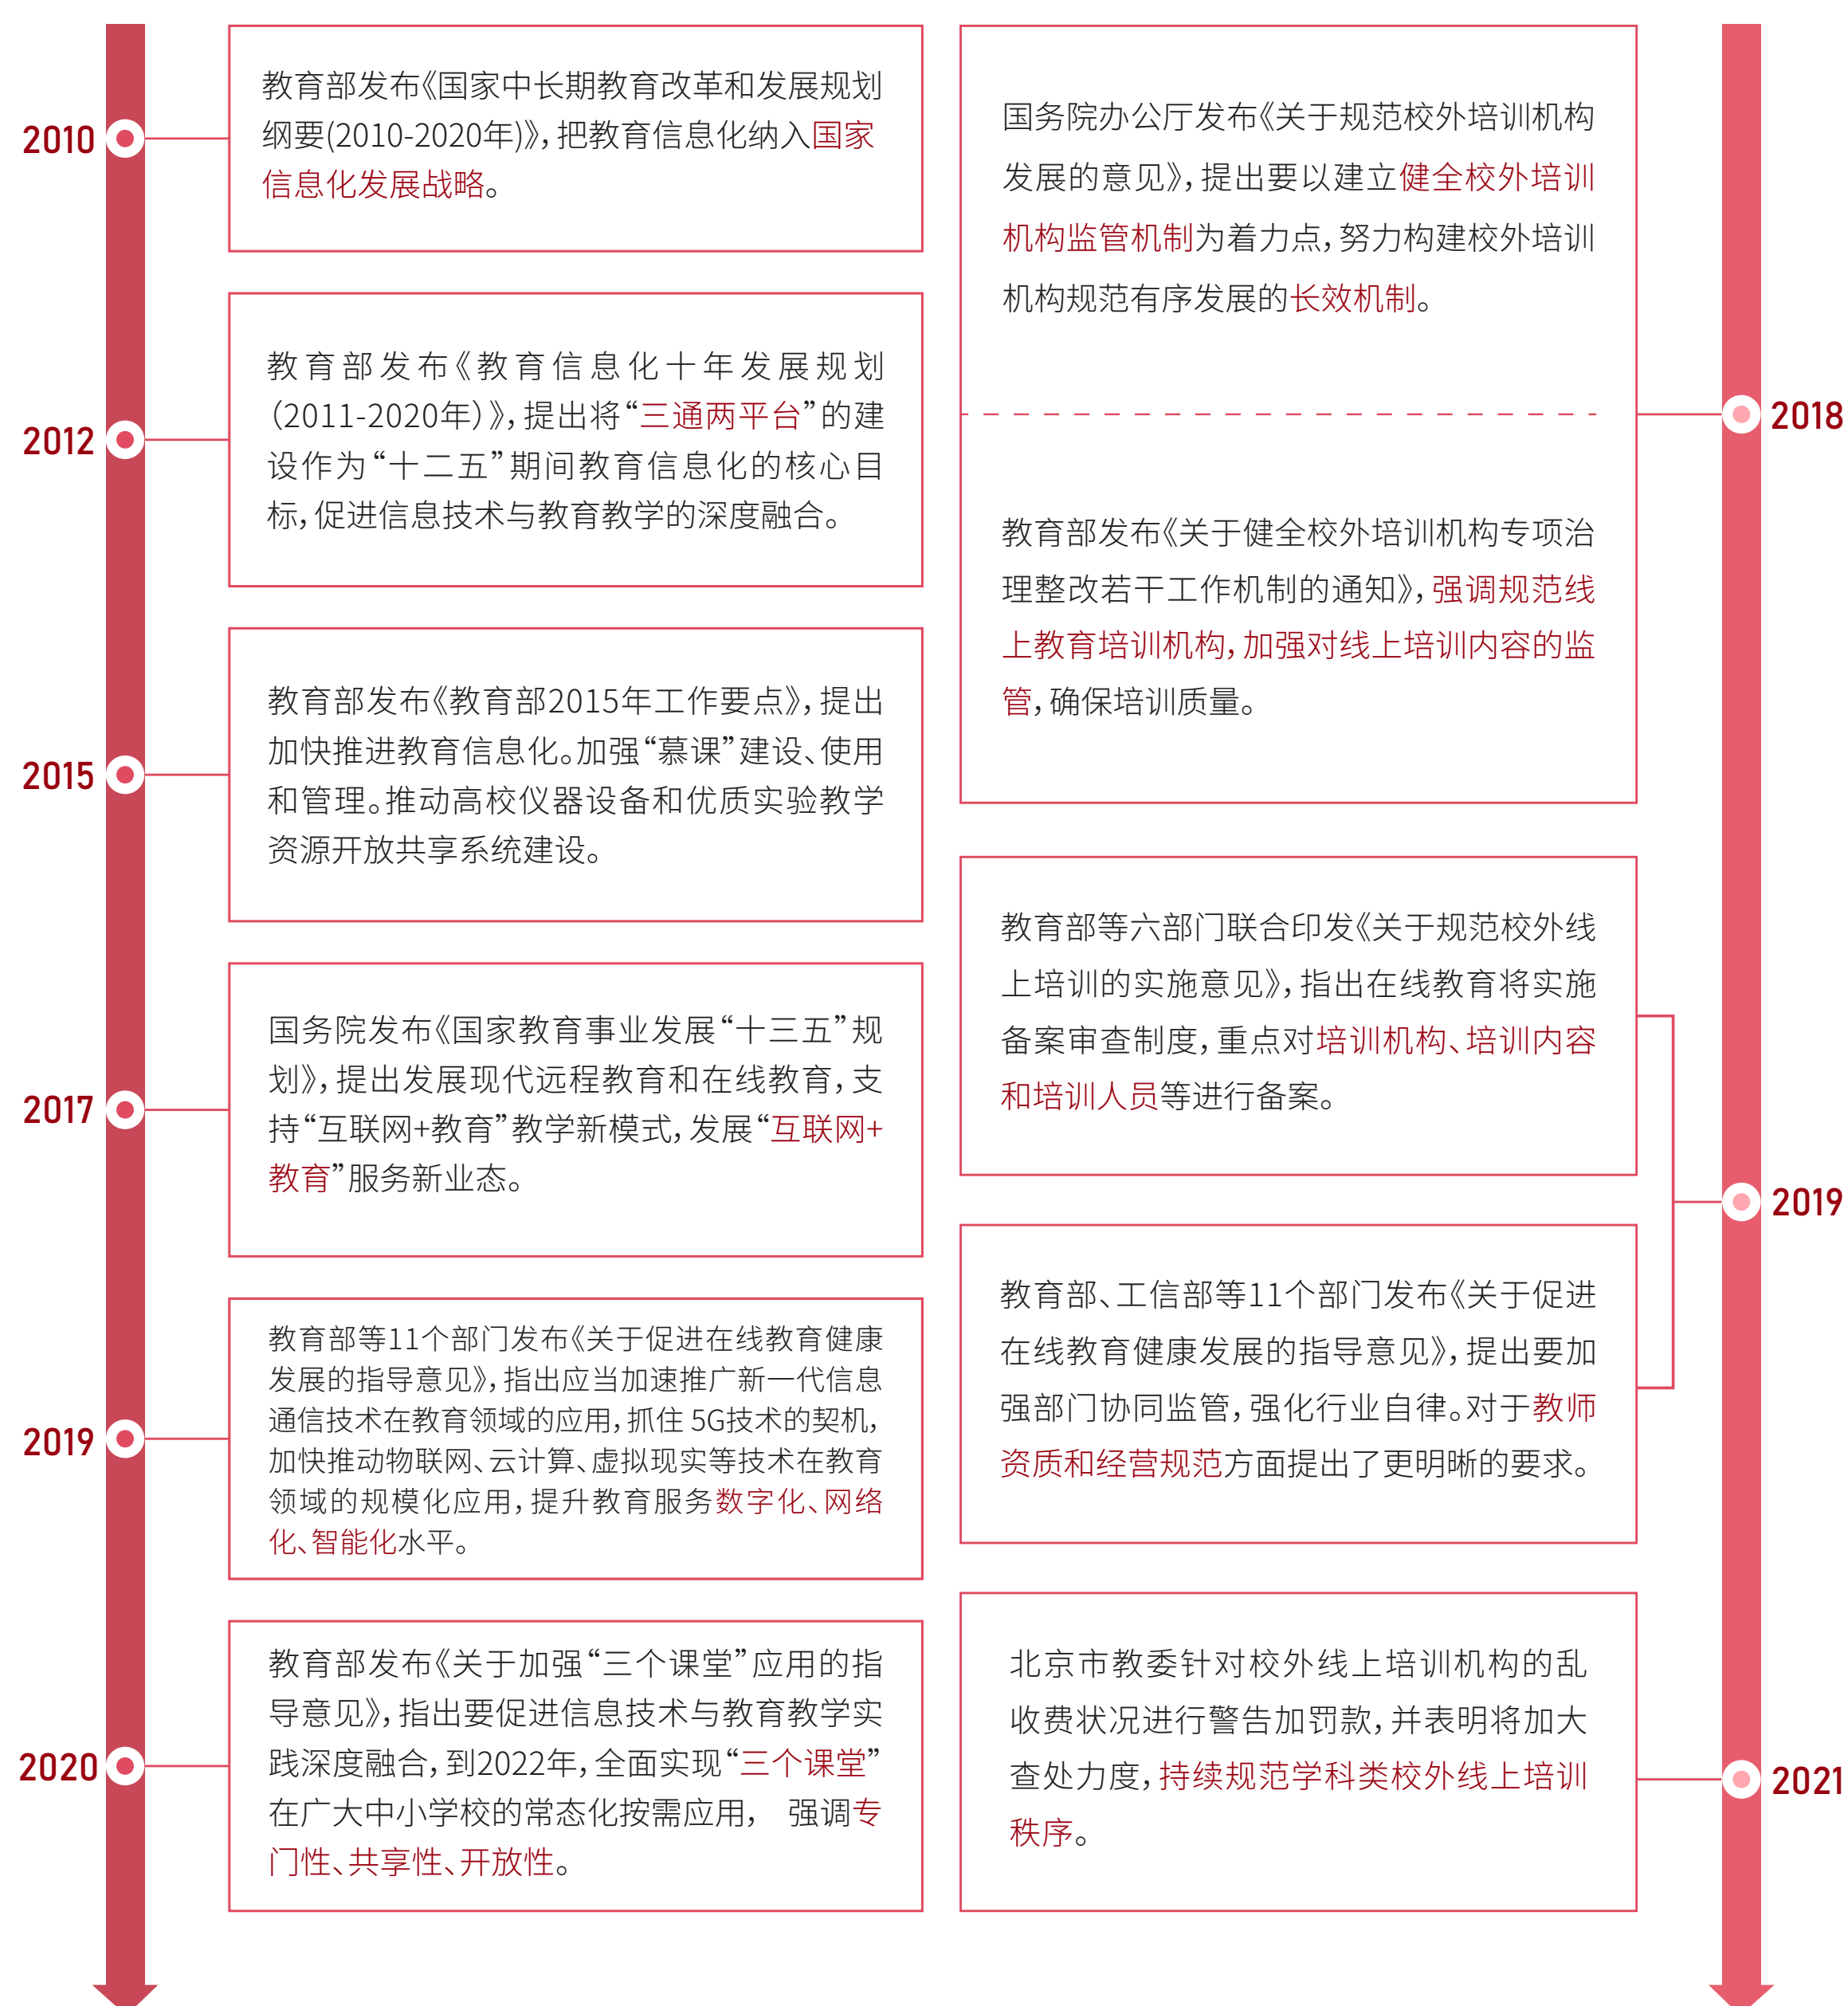 2010
教育部发布《国家中长期教育改革和发展规划
纲要(2010-2020年)》，把教育信息化纳入国家
信息化发展战略。
2012
教育部发布《教育信息化十年发展规划
（2011-2020年）》，提出将“三通两平台”的建
设作为“十二五”期间教育信息化的核心目
标，促进信息技术与教育教学的深度融合。
2015
教育部发布《教育部2015年工作要点》，提出
加快推进教育信息化。加强“慕课”建设、使用
和管理。推动高校仪器设备和优质实验教学
资源开放共享系统建设。
2017
国务院发布《国家教育事业发展“十三五”规
划》，提出发展现代远程教育和在线教育，支
持“互联网+教育”教学新模式，发展“互联网+
教育”服务新业态。
2019
教育部等11个部门发布《关于促进在线教育健康
发展的指导意见》，指出应当加速推广新一代信息
通信技术在教育领域的应用，抓住 5G技术的契机，
加快推动物联网、云计算、虚拟现实等技术在教育
领域的规模化应用，提升教育服务数字化、网络
化、智能化水平。
2020
教育部发布《关于加强“三个课堂”应用的指
导意见》，指出要促进信息技术与教育教学实
践深度融合，到2022年，全面实现“三个课堂”
在广大中小学校的常态化按需应用， 强调专
门性、共享性、开放性。
国务院办公厅发布《关于规范校外培训机构
发展的意见》，提出要以建立健全校外培训
机构监管机制为着力点，努力构建校外培训
机构规范有序发展的长效机制。
2018
教育部发布《关于健全校外培训机构专项治
理整改若干工作机制的通知》，强调规范线
上教育培训机构，加强对线上培训内容的监
管，确保培训质量。
教育部等六部门联合印发《关于规范校外线
上培训的实施意见》，指出在线教育将实施
备案审查制度，重点对培训机构、培训内容
和培训人员等进行备案。
2019
教育部、工信部等11个部门发布《关于促进
在线教育健康发展的指导意见》，提出要加
强部门协同监管，强化行业自律。对于教师
资质和经营规范方面提出了更明晰的要求。
北京市教委针对校外线上培训机构的乱
收费状况进行警告加罚款，并表明将加大
查处力度，持续规范学科类校外线上培训
秩序。
2021